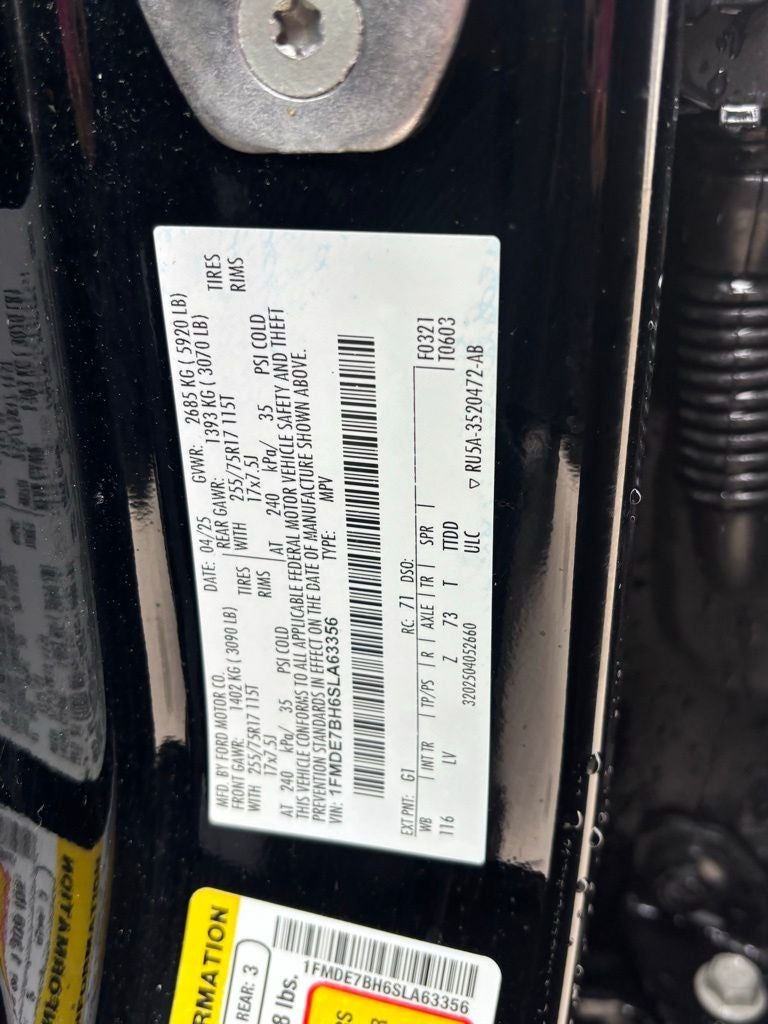 MFD. BY FORD MOTOR CO.
DATE: 04/25 GVWR: 2685 KG ( 5920 LB)
FRONT GAWR: 1402 KG ( 3090 LB) REAR GAWR: 1393 KG ( 3070 LB)
WITH 255/75R17 115T TIRES WITH 255/75R17 115T TIRES
17x7.5J RIMS 17x7.5J RIMS
AT 240 kPa/ 35 PSI COLD AT 240 kPa/ 35 PSI COLD
THIS VEHICLE CONFORMS TO ALL APPLICABLE FEDERAL MOTOR VEHICLE SAFETY AND THEFT
PREVENTION STANDARDS IN EFFECT ON THE DATE OF MANUFACTURE SHOWN ABOVE.
VIN: 1FMDE7BH6SLA63356 TYPE: MPV
EXT PNT: G1 RC: 71 DSO: F0321
WB INT TR TP/PS R AXLE TR SPR T0603
116 LV Z 73 T TTDD
ULC ▽ RU5A-3520472-AB
3202504052660
RMATION
REAR: 3
8 lbs.
1FMDE7BH6SLA63356